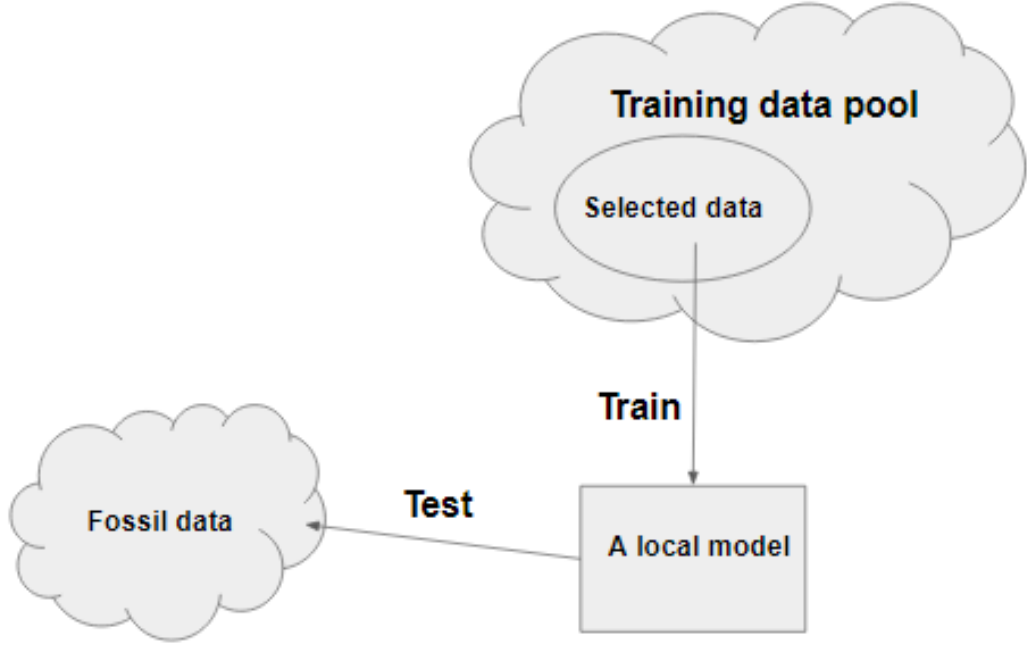 Training data pool
Selected data
Train
Test
Fossil data
A local model